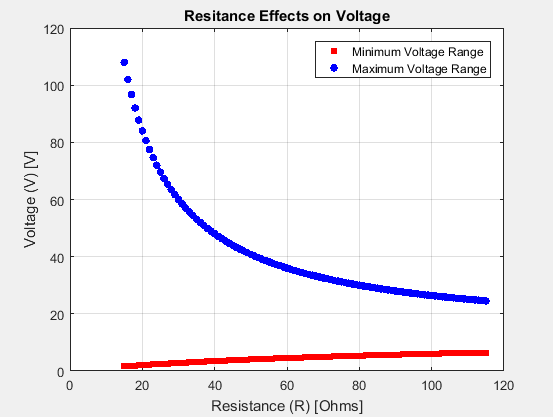 Resitance Effects on Voltage
Minimum Voltage Range
Maximum Voltage Range
Voltage (V) [V]
120
100
80
60
40
20
0
0 20 40 60 80 100 120
Resistance (R) [Ohms]